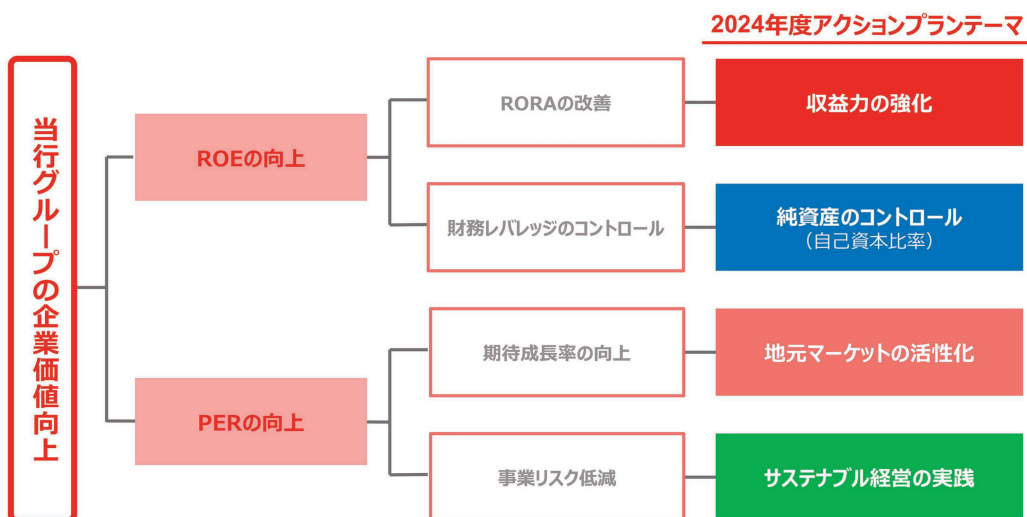 2024年度アクションプランテーマ
当行グループの企業価値向上
ROEの向上
RORAの改善
収益力の強化
財務レバレッジのコントロール
純資産のコントロール
（自己資本比率）
PERの向上
期待成長率の向上
地元マーケットの活性化
事業リスク低減
サステナブル経営の実践